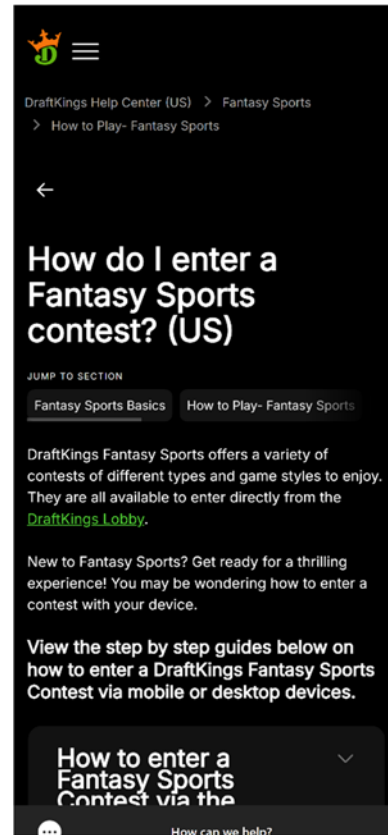 DraftKings Help Center (US) > Fantasy Sports
> How to Play- Fantasy Sports
How do I enter a
Fantasy Sports
contest? (US)
JUMP TO SECTION
Fantasy Sports Basics How to Play- Fantasy Sports
DraftKings Fantasy Sports offers a variety of
contests of different types and game styles to enjoy.
They are all available to enter directly from the
DraftKings Lobby.
New to Fantasy Sports? Get ready for a thrilling
experience! You may be wondering how to enter a
contest with your device.
View the step by step guides below on
how to enter a DraftKings Fantasy Sports
Contest via mobile or desktop devices.
How to enter a
Fantasy Sports
Contest via the
How can we help?